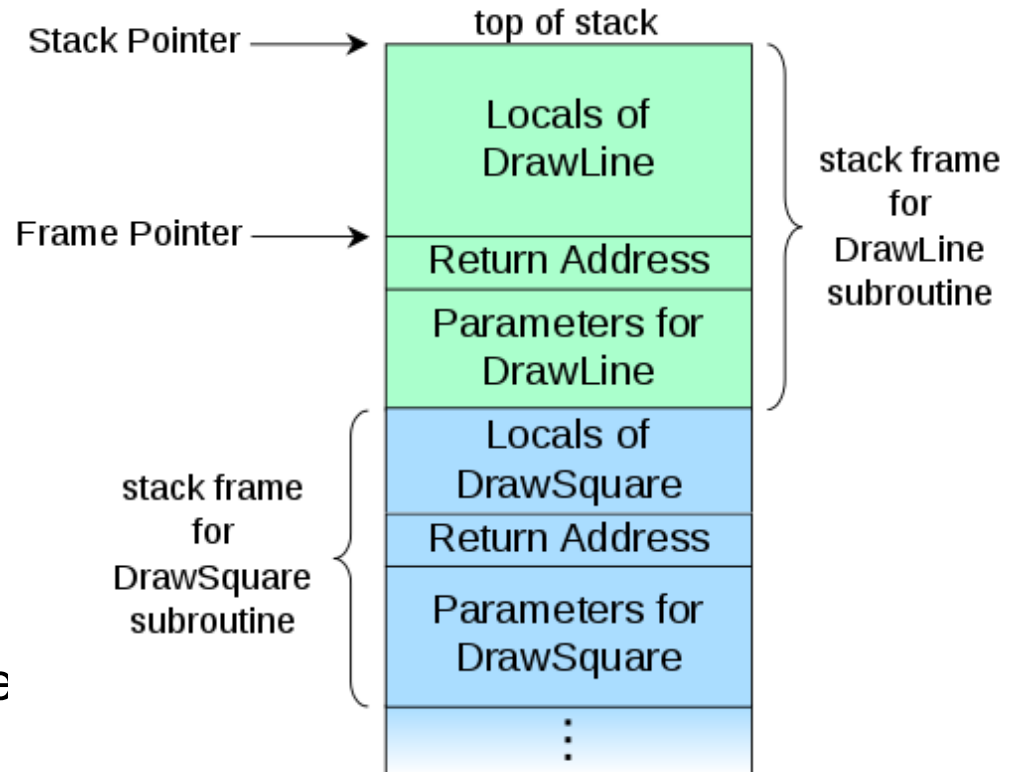 top of stack
Stack Pointer
Locals of
DrawLine
stack frame
for
DrawLine
subroutine
Frame Pointer
Return Address
Parameters for
DrawLine
Locals of
DrawSquare
stack frame
for
DrawSquare
subroutine
Return Address
Parameters for
DrawSquare
e
⋮